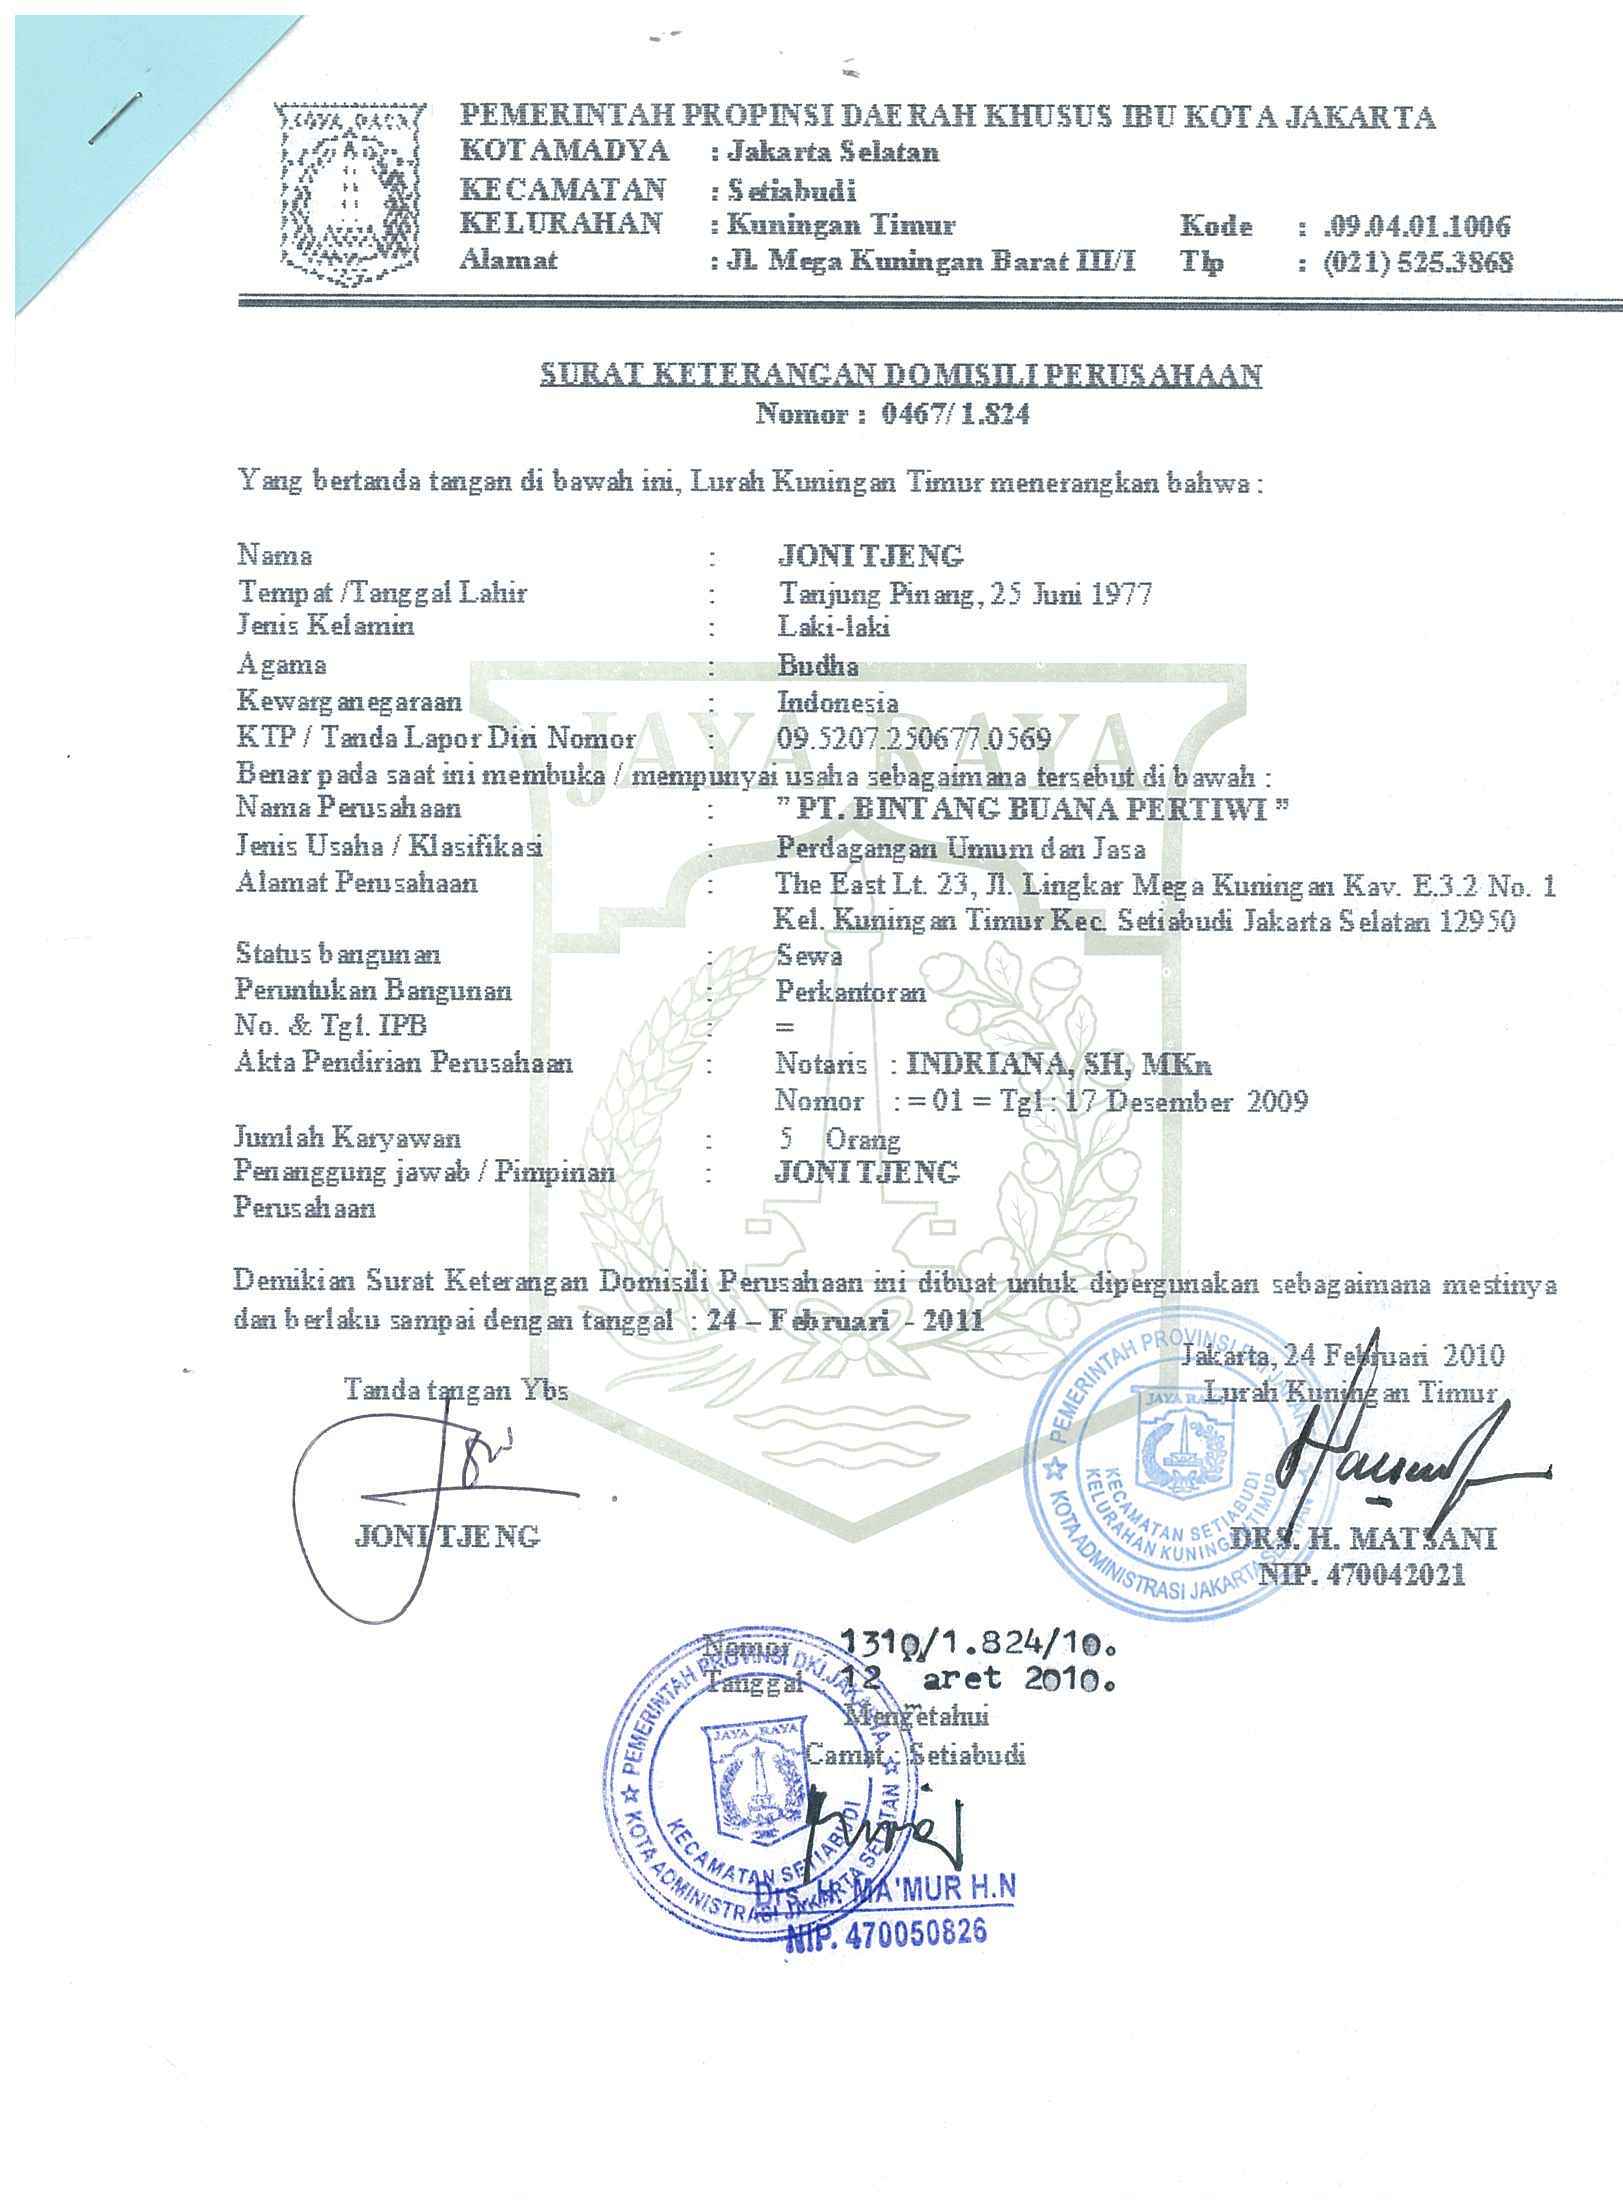 JAYA RAYA
PEMERINTAH PROPINSI DAERAH KHUSUS IBU KOTA JAKARTA
KOTAMADYA : Jakarta Selatan
KECAMATAN : Setiabudi
KELURAHAN : Kuningan Timur Kode : .09.04.01.1006
Alamat : Jl. Mega Kuningan Barat III/I Tlp : (021) 525.3868
SURAT KETERANGAN DOMISILI PERUSAHAAN
Nomor : 0467/ 1.824
Yang bertanda tangan di bawah ini, Lurah Kuningan Timur menerangkan bahwa :
Nama : JONI TJENG
Tempat /Tanggal Lahir : Tanjung Pinang, 25 Juni 1977
Jenis Kelamin : Laki-laki
Agama : Budha
Kewarganegaraan : Indonesia
JAYA RAYA
KTP / Tanda Lapor Diri Nomor : 09.5207.250677.0569
Benar pada saat ini membuka / mempunyai usaha sebagaimana tersebut di bawah :
Nama Perusahaan : ” PT. BINTANG BUANA PERTIWI ”
Jenis Usaha / Klasifikasi : Perdagangan Umum dan Jasa
Alamat Perusahaan : The East Lt. 23, Jl. Lingkar Mega Kuningan Kav. E.3.2 No. 1
Kel. Kuningan Timur Kec. Setiabudi Jakarta Selatan 12950
Status bangunan : Sewa
Peruntukan Bangunan : Perkantoran
No. & Tgl. IPB : =
Akta Pendirian Perusahaan : Notaris : INDRIANA, SH, MKn
Nomor : = 01 = Tgl : 17 Desember 2009
Jumlah Karyawan : 5 Orang
Penanggung jawab / Pimpinan : JONI TJENG
Perusahaan
Demikian Surat Keterangan Domisili Perusahaan ini dibuat untuk dipergunakan sebagaimana mestinya
dan berlaku sampai dengan tanggal : 24 – Februari - 2011
Jakarta, 24 Februari 2010
Tanda tangan Ybs Lurah Kuningan Timur
PEMERINTAH PROVINSI DKI JAKARTA
JAYA RAYA
KECAMATAN SETIABUDI
KELURAHAN KUNINGAN TIMUR
KOTA ADMINISTRASI JAKARTA SELATAN
JONI TJENG DRS. H. MATSANI
NIP. 470042021
Nomor 1310/1.824/10.
Tanggal 12 maret 2010.
Mengetahui
Camat : Setiabudi
PEMERINTAH PROVINSI DKI JAKARTA
JAYA RAYA
KECAMATAN SETIABUDI
KOTA ADMINISTRASI JAKARTA SELATAN
Drs. H. MA'MUR H.N
NIP. 470050826